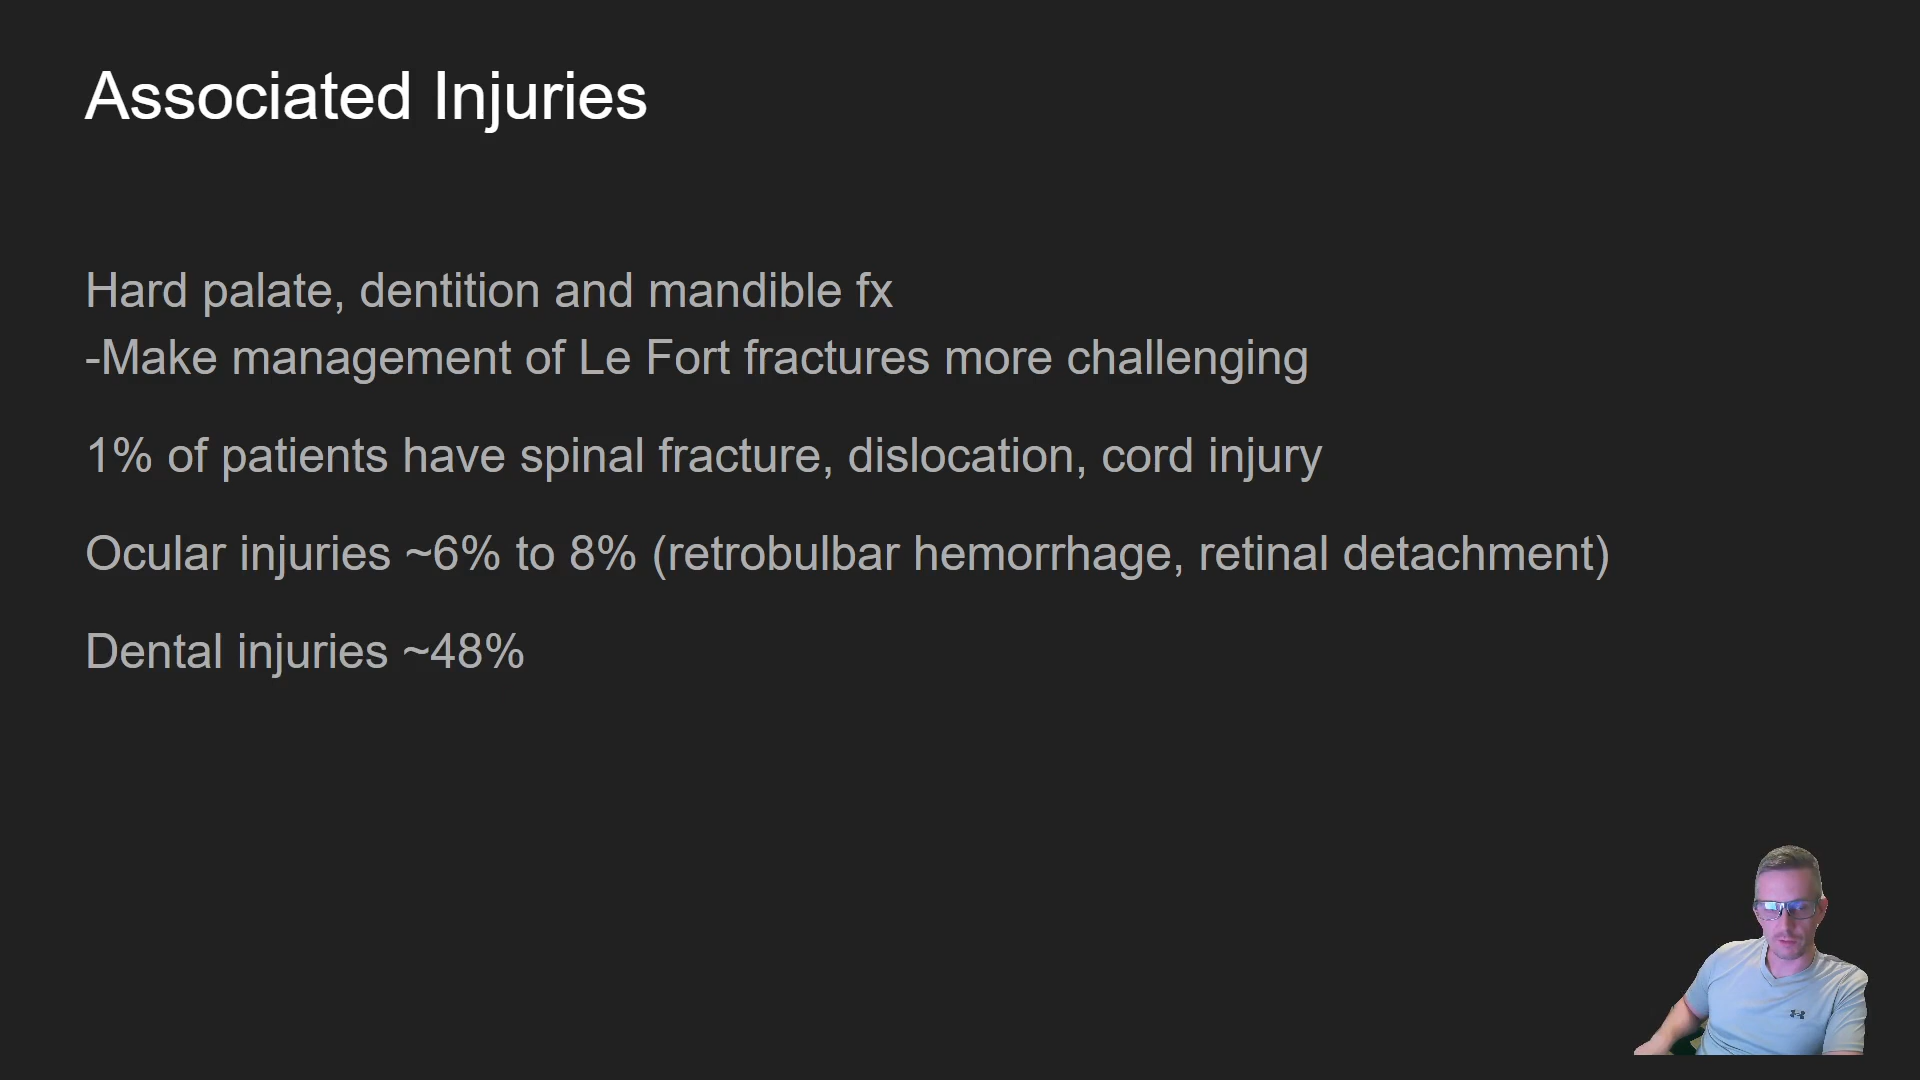 Associated Injuries
Hard palate, dentition and mandible fx
-Make management of Le Fort fractures more challenging
1% of patients have spinal fracture, dislocation, cord injury
Ocular injuries ~6% to 8% (retrobulbar hemorrhage, retinal detachment)
Dental injuries ~48%